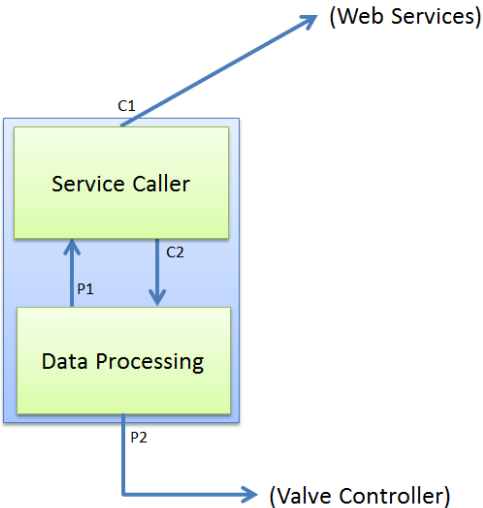 (Web Services)
C1
Service Caller
C2
P1
Data Processing
P2
(Valve Controller)